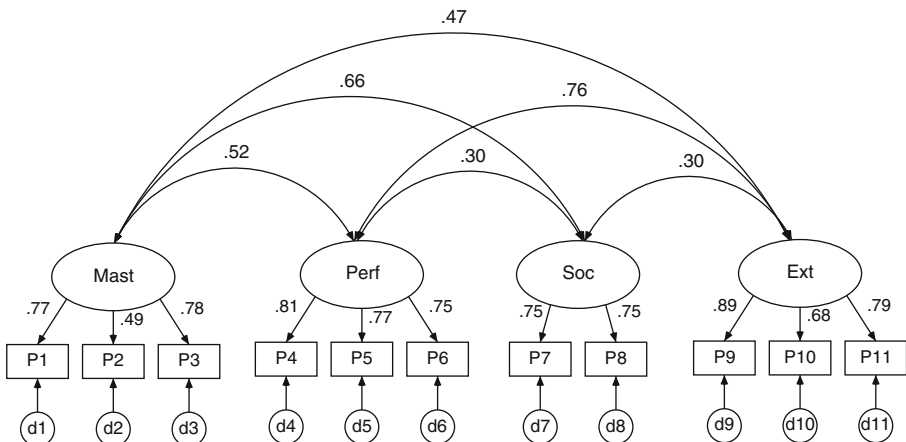 .47
.66 .76
.52 .30 .30
Mast Perf Soc Ext
.77 .49 .78 .81 .77 .75 .75 .75 .89 .68 .79
P1 P2 P3 P4 P5 P6 P7 P8 P9 P10 P11
d1 d2 d3 d4 d5 d6 d7 d8 d9 d10 d11